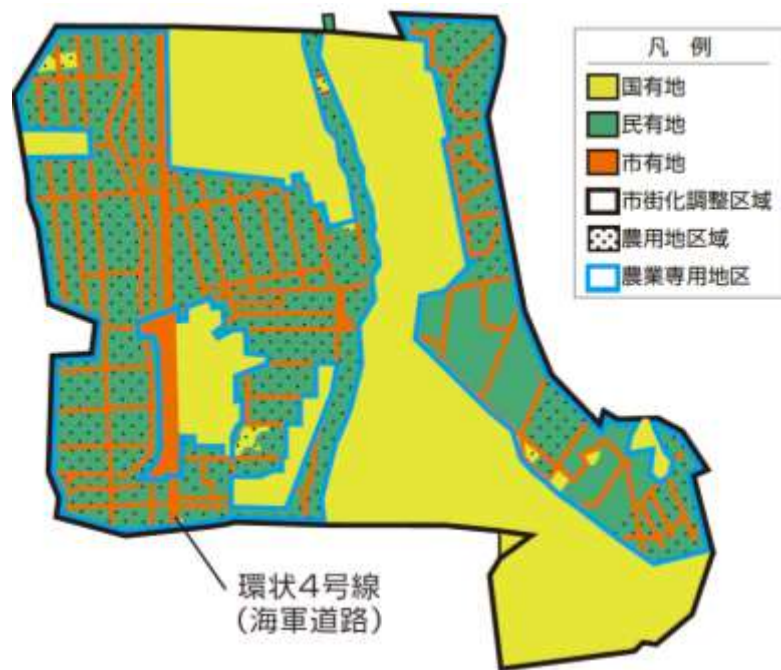 凡 例
国有地
民有地
市有地
市街化調整区域
農用地区域
農業専用地区
環状4号線
(海軍道路)